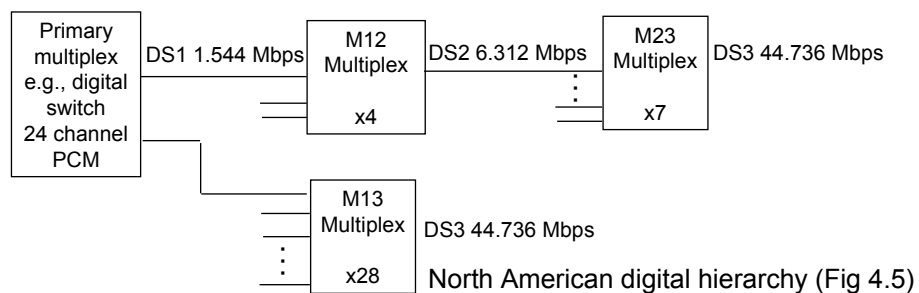 Primary
multiplex
e.g., digital
switch
24 channel
PCM
DS1 1.544 Mbps
M12
Multiplex
x4
DS2 6.312 Mbps
M23
Multiplex
x7
DS3 44.736 Mbps
M13
Multiplex
x28
DS3 44.736 Mbps
North American digital hierarchy (Fig 4.5)